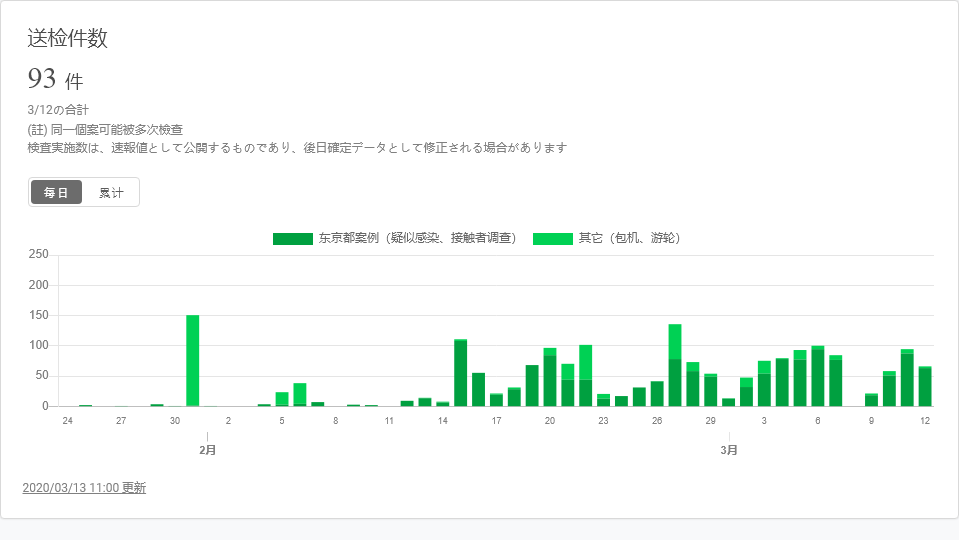 送检件数
93 件
3/12の合計
(註) 同一個案可能被多次檢查
検査実施数は、速報値として公開するものであり、後日確定データとして修正される場合があります
每日 累计
东京都案例（疑似感染、接触者调查） 其它（包机、游轮）
250
200
150
100
50
0
24 27 30 2 5 8 11 14 17 20 23 26 29 3 6 9 12
2月 3月
2020/03/13 11:00 更新